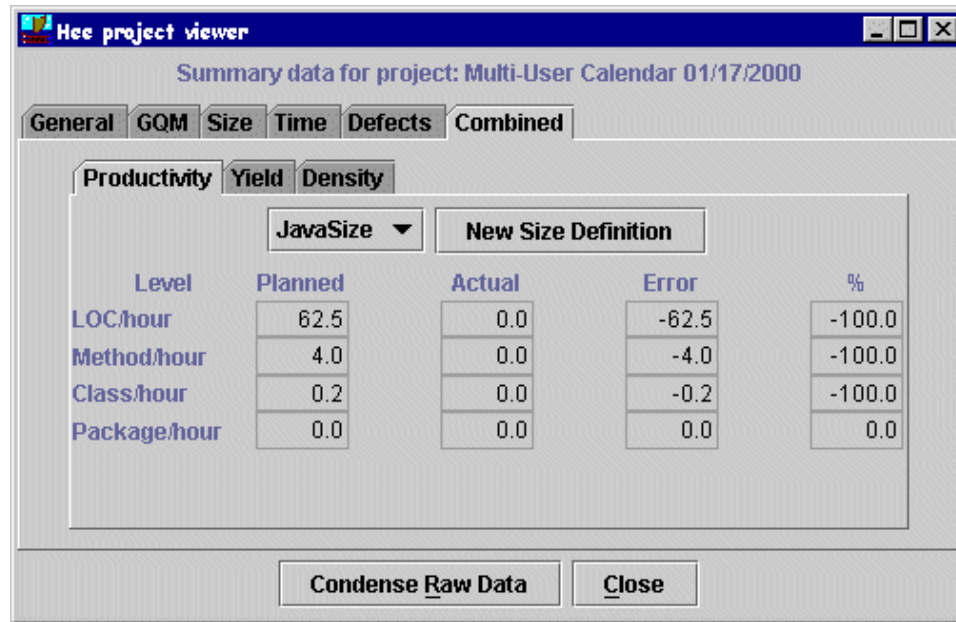 Hee project viewer
Summary data for project: Multi-User Calendar 01/17/2000
General GQM Size Time Defects Combined
Productivity Yield Density
JavaSize New Size Definition
Level Planned Actual Error %
LOC/hour 62.5 0.0 -62.5 -100.0
Method/hour 4.0 0.0 -4.0 -100.0
Class/hour 0.2 0.0 -0.2 -100.0
Package/hour 0.0 0.0 0.0 0.0
Condense Raw Data Close